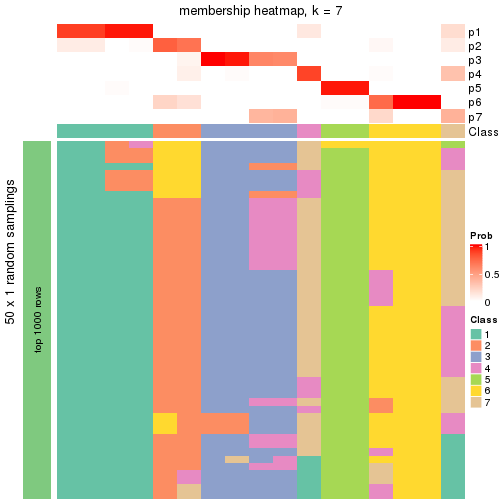 membership heatmap, k = 7
p1
p2
p3
p4
p5
p6
p7
Class
50 x 1 random samplings
top 1000 rows
Prob
1
0.5
0
Class
1
2
3
4
5
6
7